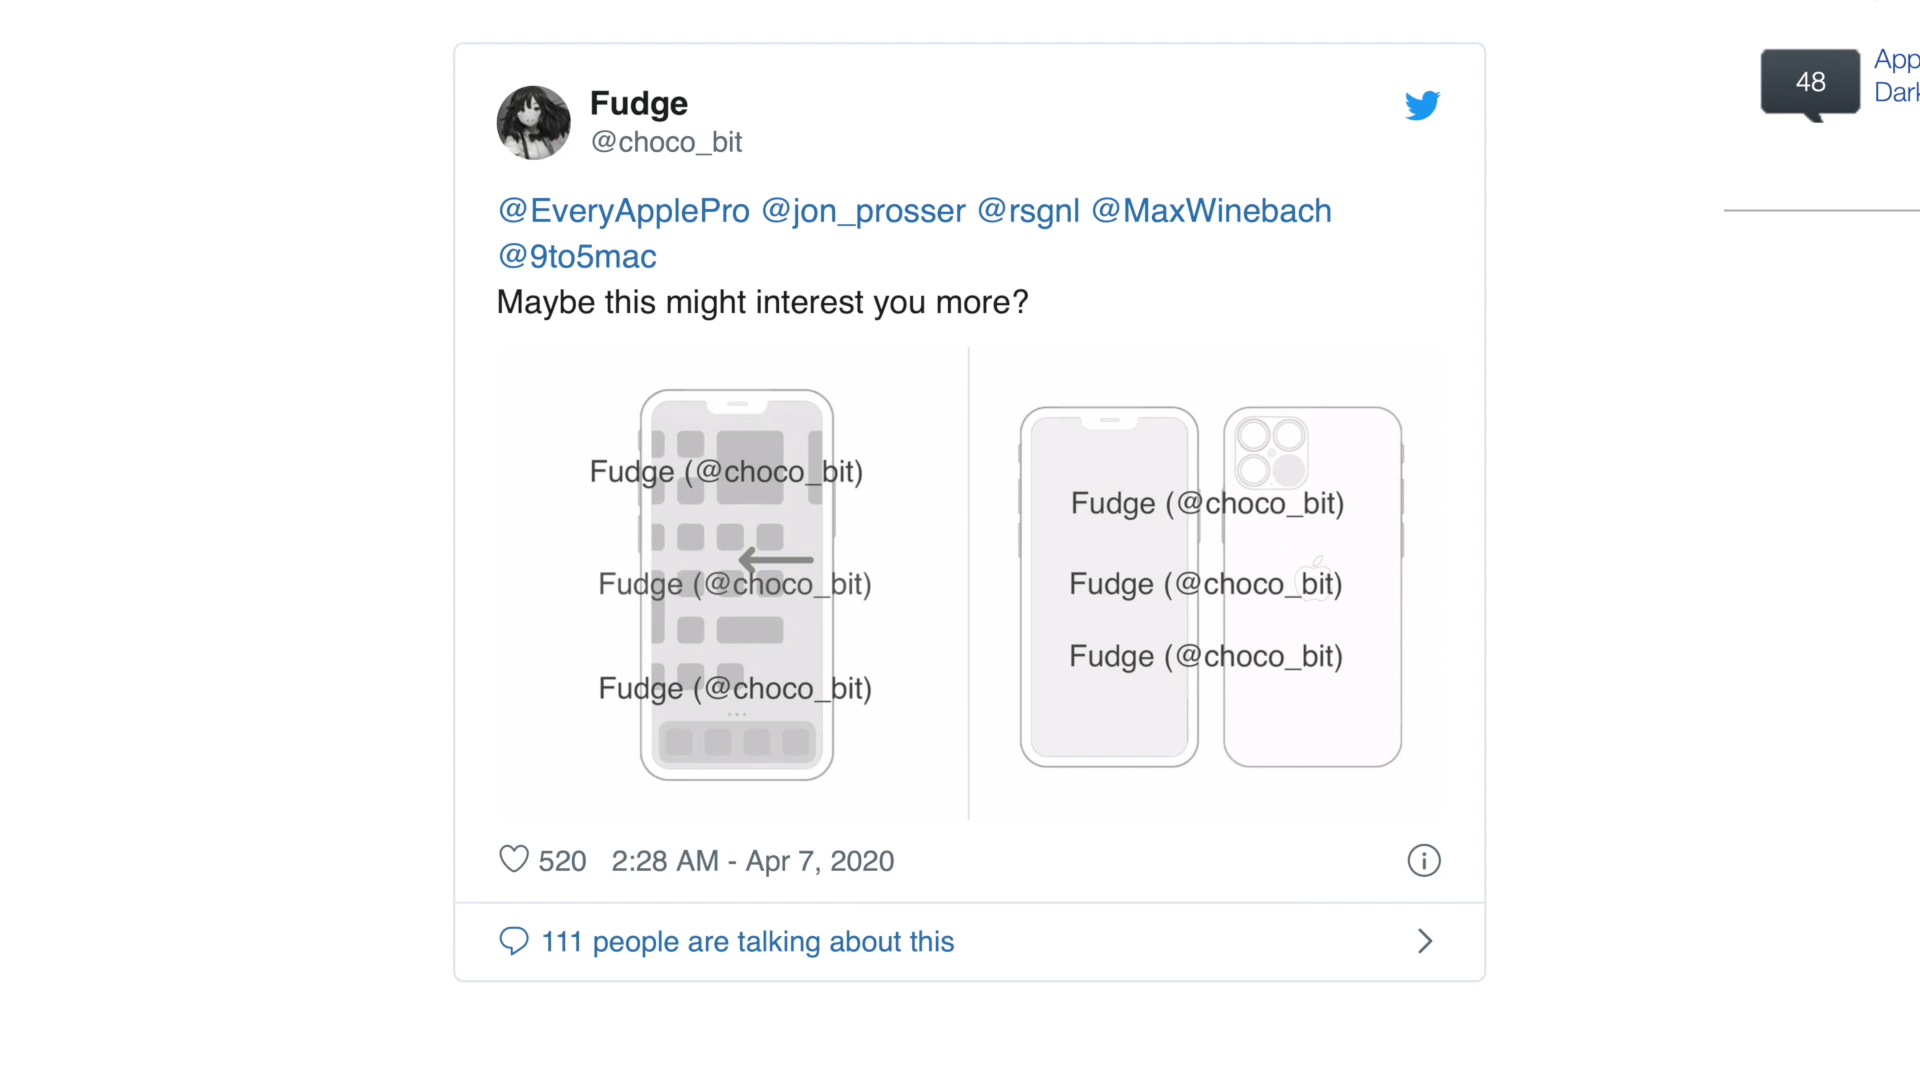 Fudge
@choco_bit
@EveryApplePro @jon_prosser @rsgnl @MaxWinebach
@9to5mac
Maybe this might interest you more?
Fudge (@choco_bit)
Fudge (@choco_bit)
Fudge (@choco_bit)
Fudge (@choco_bit)
Fudge (@choco_bit)
Fudge (@choco_bit)
520 2:28 AM - Apr 7, 2020
111 people are talking about this
48
App
Dark